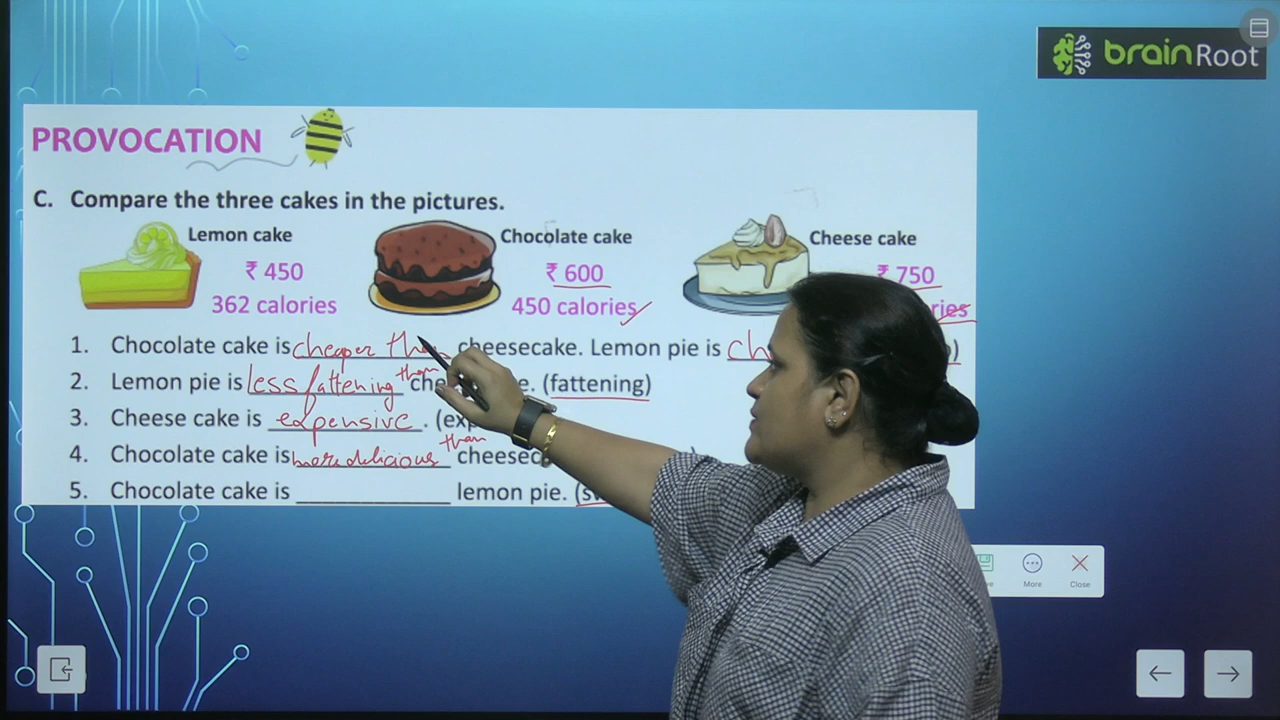 brainRoot
PROVOCATION
C. Compare the three cakes in the pictures.
Lemon cake Chocolate cake Cheese cake
₹ 450 ₹ 600 ₹ 750
362 calories 450 calories
1. Chocolate cake is cheaper than cheesecake. Lemon pie is
2. Lemon pie is less fattening than (fattening)
3. Cheese cake is expensive.
4. Chocolate cake is more delicious than
5. Chocolate cake is ____ lemon pie.
More Close